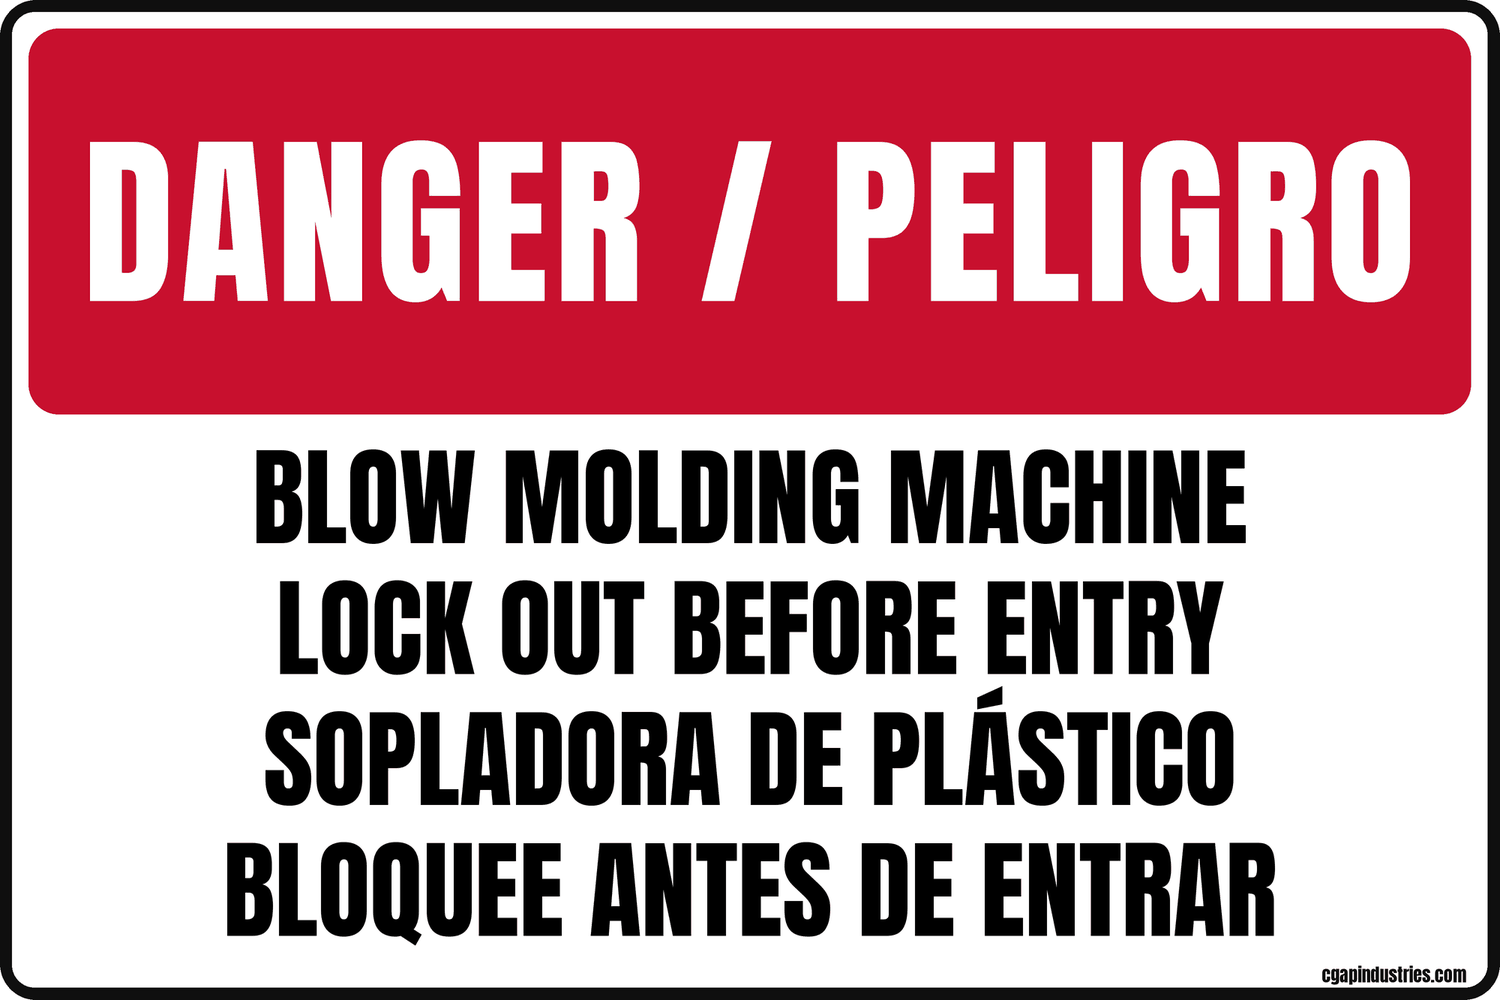 DANGER / PELIGRO
BLOW MOLDING MACHINE
LOCK OUT BEFORE ENTRY
SOPLADORA DE PLÁSTICO
BLOQUEE ANTES DE ENTRAR
cgapindustries.com